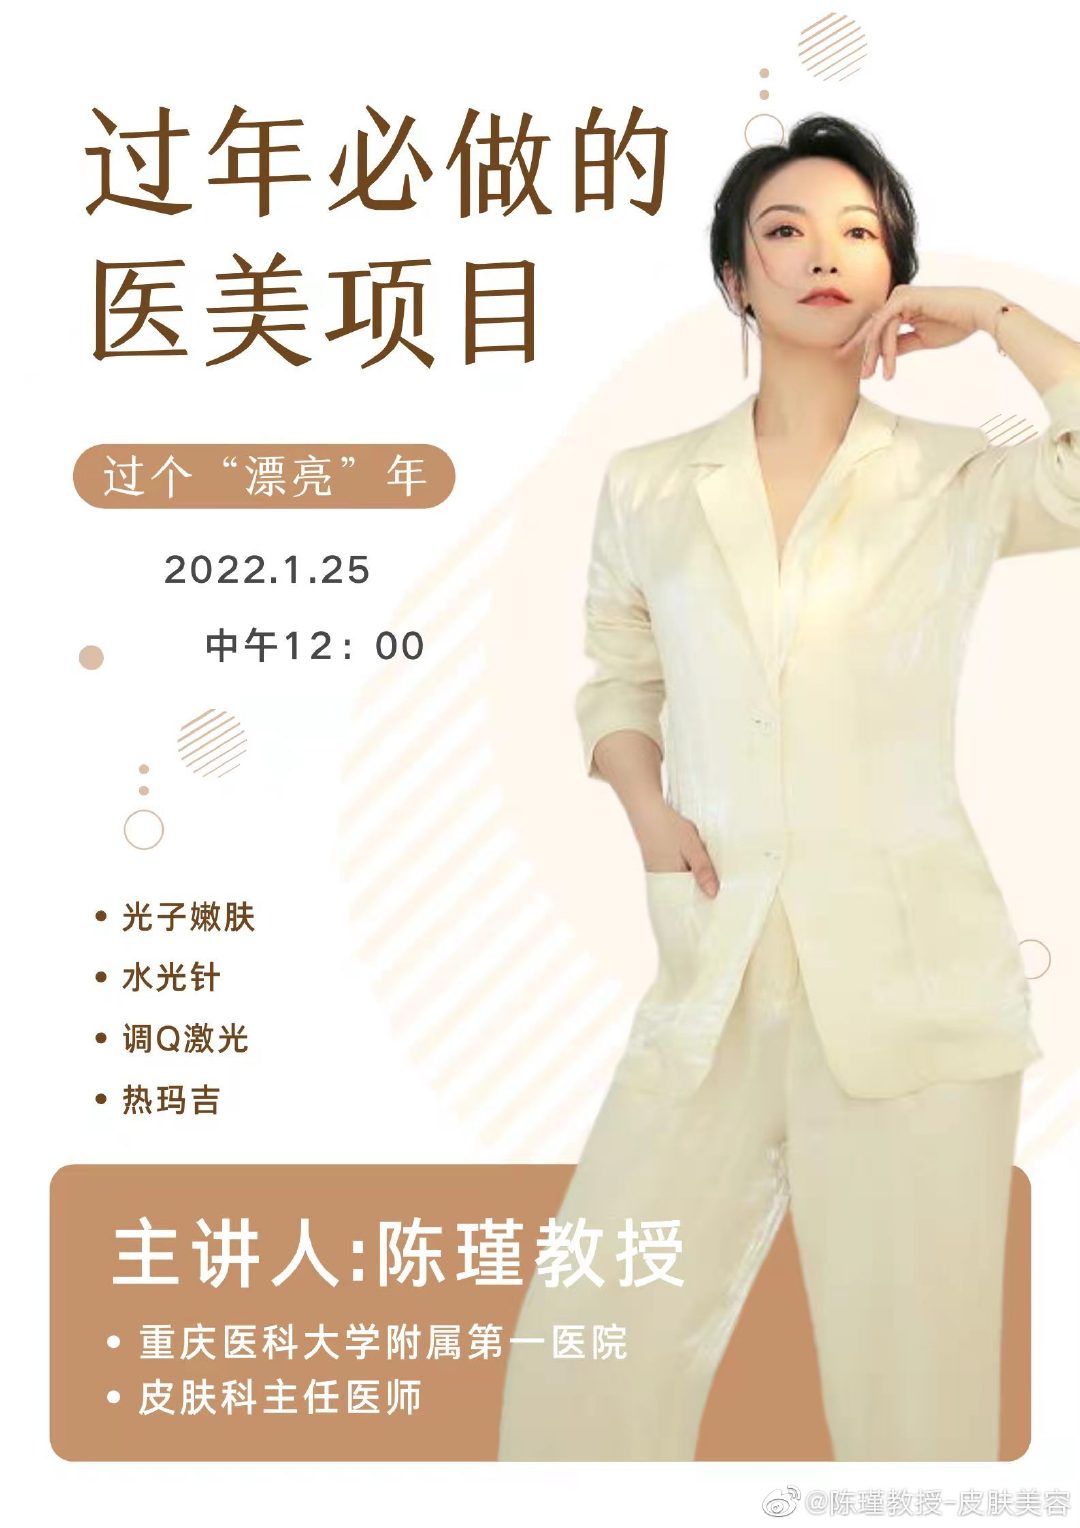 过年必做的
医美项目
过个“漂亮”年
2022.1.25
中午12：00
• 光子嫩肤
• 水光针
• 调Q激光
• 热玛吉
主讲人:陈瑾教授
• 重庆医科大学附属第一医院
• 皮肤科主任医师
@陈瑾教授-皮肤美容